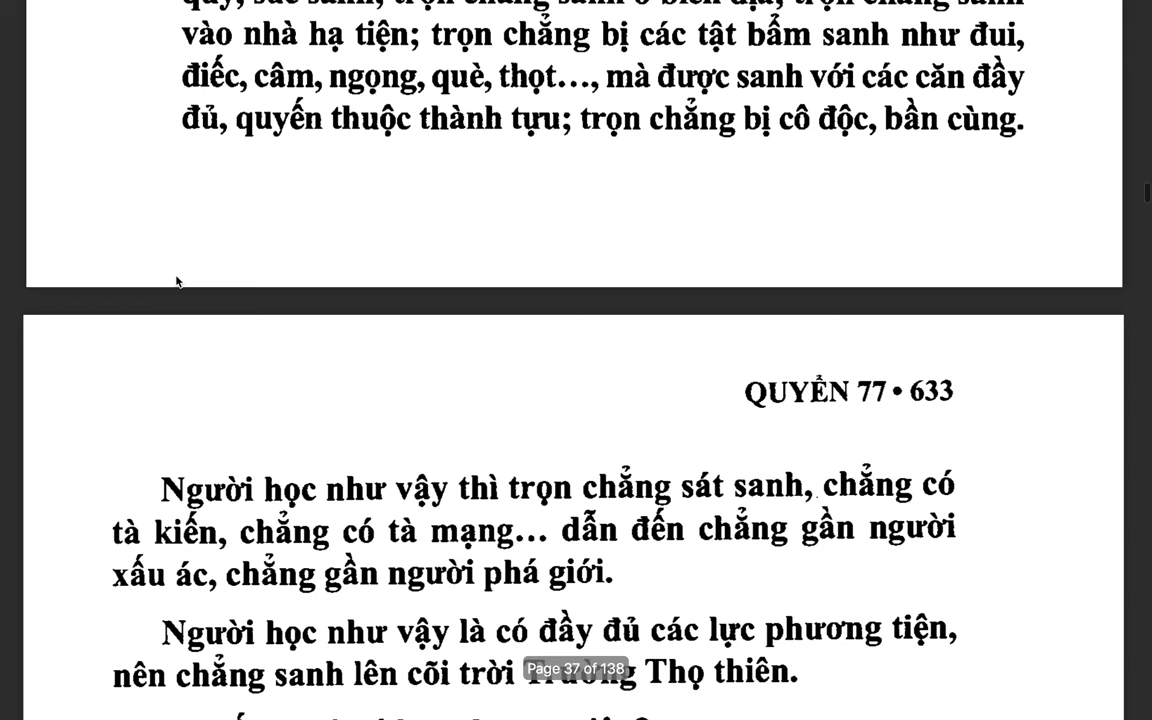 vào nhà hạ tiện; trọn chẳng bị các tật bẩm sanh như đui,
điếc, câm, ngọng, què, thọt..., mà được sanh với các căn đầy
đủ, quyến thuộc thành tựu; trọn chẳng bị cô độc, bần cùng.
QUYỂN 77 • 633
Người học như vậy thì trọn chẳng sát sanh, chẳng có
tà kiến, chẳng có tà mạng... dẫn đến chẳng gần người
xấu ác, chẳng gần người phá giới.
Người học như vậy là có đầy đủ các lực phương tiện,
nên chẳng sanh lên cõi trời Trường Thọ thiên.
Page 37 of 138